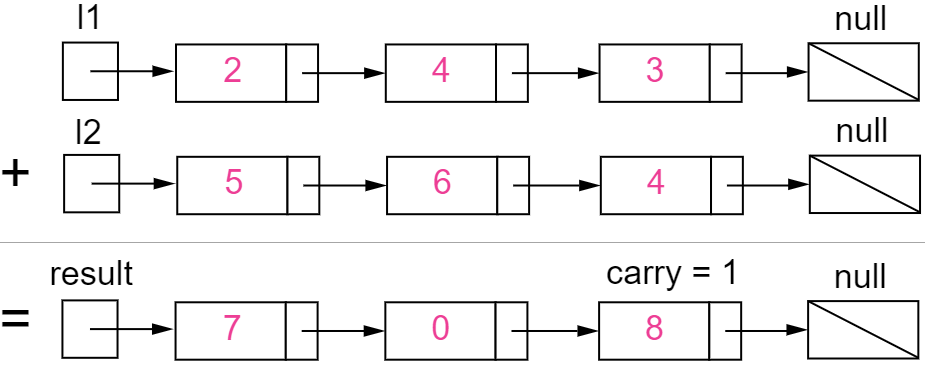 l1 null
2 4 3
l2 null
+ 5 6 4
result carry = 1 null
= 7 0 8